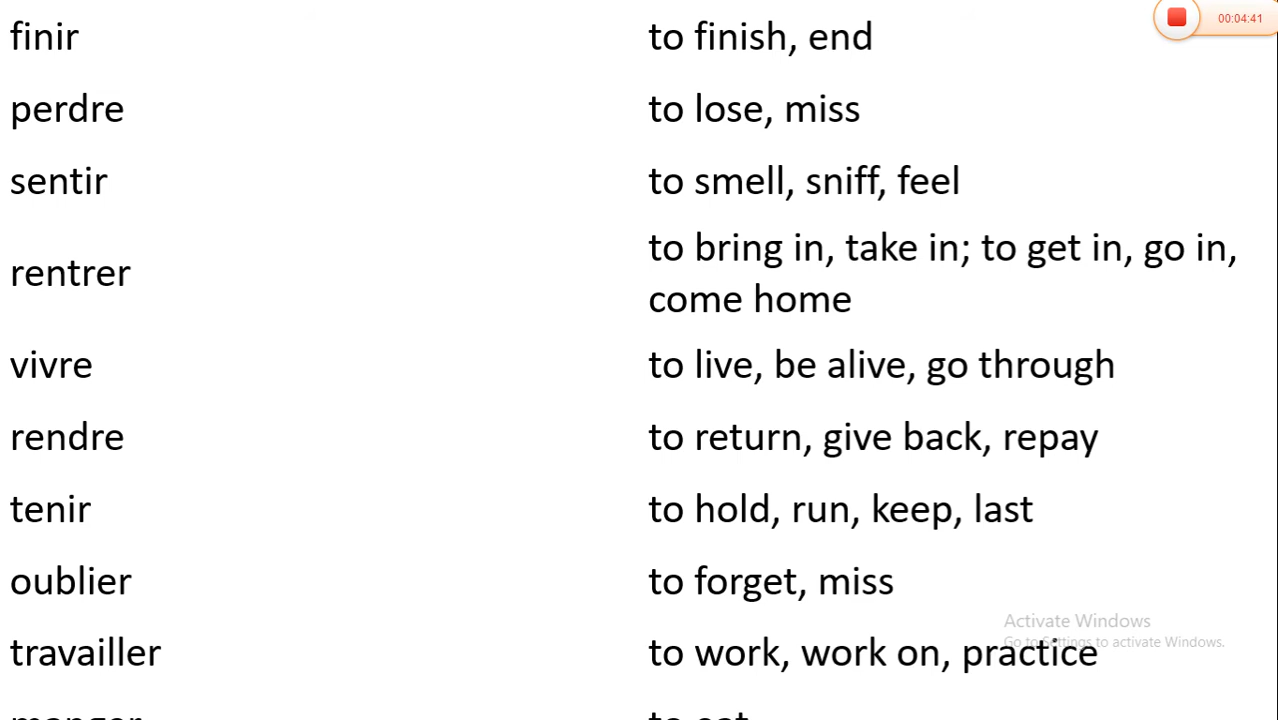 00:04:41
finir to finish, end
perdre to lose, miss
sentir to smell, sniff, feel
rentrer to bring in, take in; to get in, go in,
come home
vivre to live, be alive, go through
rendre to return, give back, repay
tenir to hold, run, keep, last
oublier to forget, miss
Activate Windows
Go to Settings to activate Windows.
travailler to work, work on, practice
manger to eat